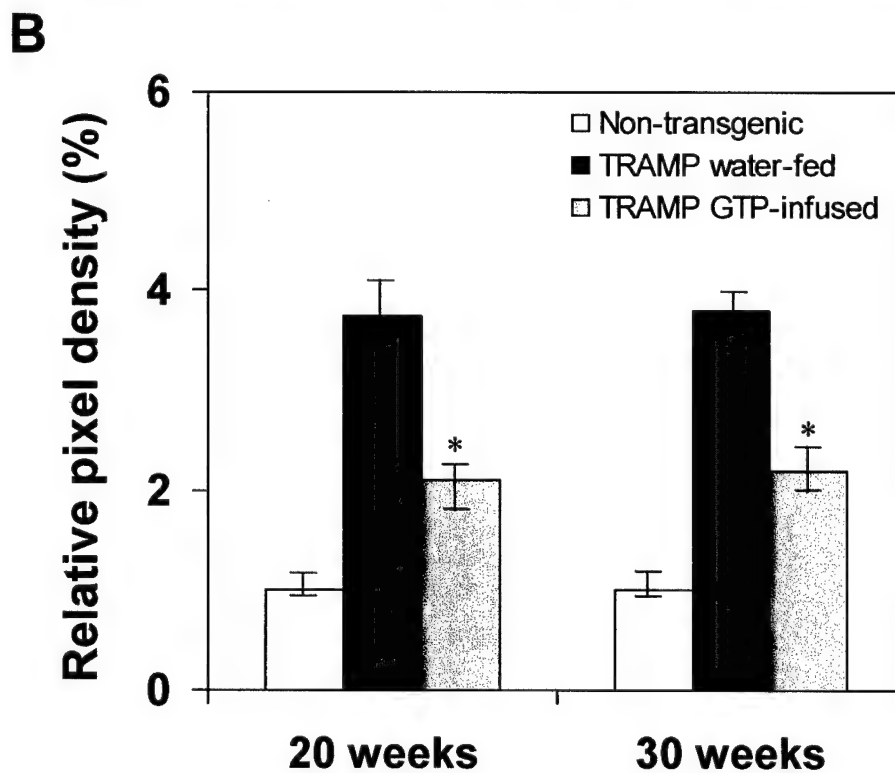 B
Relative pixel density (%)
6
4
2
0
Non-transgenic
TRAMP water-fed
TRAMP GTP-infused
*
*
20 weeks
30 weeks